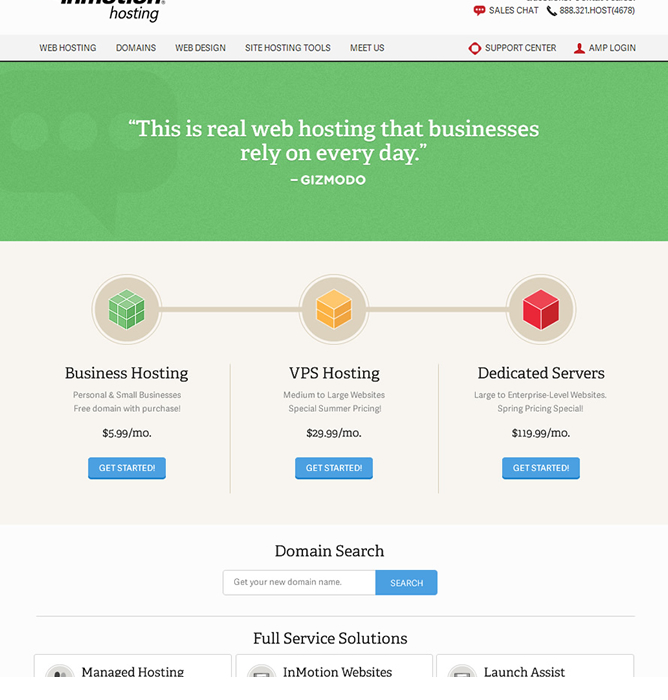 InMotion
hosting
SALES CHAT 888.321.HOST(4678)
WEB HOSTING DOMAINS WEB DESIGN SITE HOSTING TOOLS MEET US SUPPORT CENTER AMP LOGIN
“This is real web hosting that businesses
rely on every day.”
– GIZMODO
Business Hosting
Personal & Small Businesses
Free domain with purchase!
$5.99/mo.
GET STARTED!
VPS Hosting
Medium to Large Websites
Special Summer Pricing!
$29.99/mo.
GET STARTED!
Dedicated Servers
Large to Enterprise-Level Websites.
Spring Pricing Special!
$119.99/mo.
GET STARTED!
Domain Search
Get your new domain name. SEARCH
Full Service Solutions
Managed Hosting InMotion Websites Launch Assist